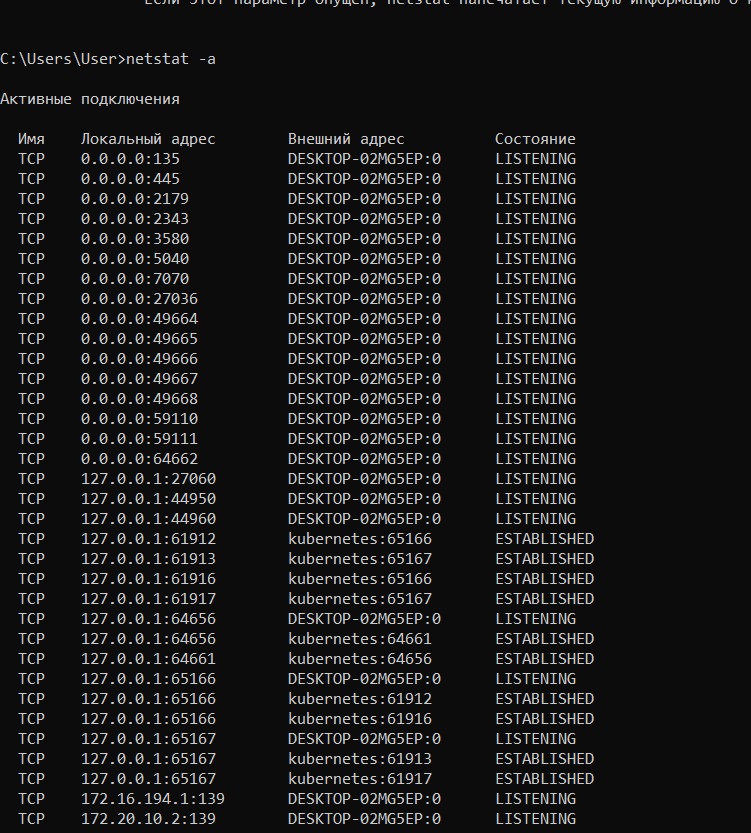 Если этот параметр опущен, netstat напечатает текущую информацию о
C:\Users\User>netstat -a
Активные подключения
Имя    Локальный адрес        Внешний адрес          Состояние
TCP    0.0.0.0:135            DESKTOP-02MG5EP:0      LISTENING
TCP    0.0.0.0:445            DESKTOP-02MG5EP:0      LISTENING
TCP    0.0.0.0:2179           DESKTOP-02MG5EP:0      LISTENING
TCP    0.0.0.0:2343           DESKTOP-02MG5EP:0      LISTENING
TCP    0.0.0.0:3580           DESKTOP-02MG5EP:0      LISTENING
TCP    0.0.0.0:5040           DESKTOP-02MG5EP:0      LISTENING
TCP    0.0.0.0:7070           DESKTOP-02MG5EP:0      LISTENING
TCP    0.0.0.0:27036          DESKTOP-02MG5EP:0      LISTENING
TCP    0.0.0.0:49664          DESKTOP-02MG5EP:0      LISTENING
TCP    0.0.0.0:49665          DESKTOP-02MG5EP:0      LISTENING
TCP    0.0.0.0:49666          DESKTOP-02MG5EP:0      LISTENING
TCP    0.0.0.0:49667          DESKTOP-02MG5EP:0      LISTENING
TCP    0.0.0.0:49668          DESKTOP-02MG5EP:0      LISTENING
TCP    0.0.0.0:59110          DESKTOP-02MG5EP:0      LISTENING
TCP    0.0.0.0:59111          DESKTOP-02MG5EP:0      LISTENING
TCP    0.0.0.0:64662          DESKTOP-02MG5EP:0      LISTENING
TCP    127.0.0.1:27060        DESKTOP-02MG5EP:0      LISTENING
TCP    127.0.0.1:44950        DESKTOP-02MG5EP:0      LISTENING
TCP    127.0.0.1:44960        DESKTOP-02MG5EP:0      LISTENING
TCP    127.0.0.1:61912        kubernetes:65166       ESTABLISHED
TCP    127.0.0.1:61913        kubernetes:65167       ESTABLISHED
TCP    127.0.0.1:61916        kubernetes:65166       ESTABLISHED
TCP    127.0.0.1:61917        kubernetes:65167       ESTABLISHED
TCP    127.0.0.1:64656        DESKTOP-02MG5EP:0      LISTENING
TCP    127.0.0.1:64656        kubernetes:64661       ESTABLISHED
TCP    127.0.0.1:64661        kubernetes:64656       ESTABLISHED
TCP    127.0.0.1:65166        DESKTOP-02MG5EP:0      LISTENING
TCP    127.0.0.1:65166        kubernetes:61912       ESTABLISHED
TCP    127.0.0.1:65166        kubernetes:61916       ESTABLISHED
TCP    127.0.0.1:65167        DESKTOP-02MG5EP:0      LISTENING
TCP    127.0.0.1:65167        kubernetes:61913       ESTABLISHED
TCP    127.0.0.1:65167        kubernetes:61917       ESTABLISHED
TCP    172.16.194.1:139       DESKTOP-02MG5EP:0      LISTENING
TCP    172.20.10.2:139        DESKTOP-02MG5EP:0      LISTENING